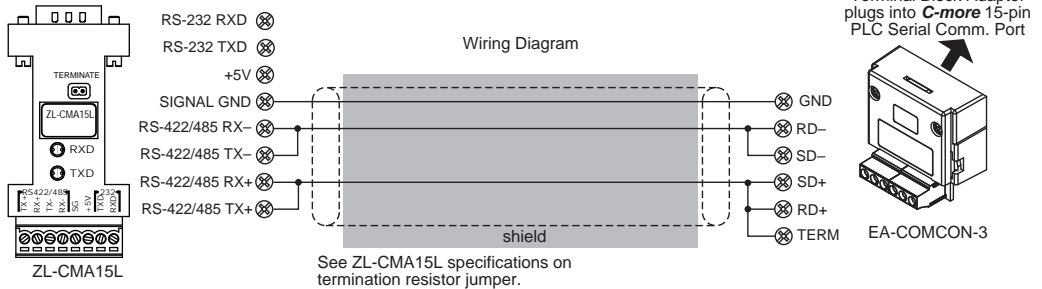 Terminal Block Adapter
plugs into C-more 15-pin
PLC Serial Comm. Port
Wiring Diagram
RS-232 RXD
RS-232 TXD
+5V
SIGNAL GND
RS-422/485 RX–
RS-422/485 TX–
RS-422/485 RX+
RS-422/485 TX+
TERMINATE
ZL-CMA15L
RXD
TXD
RS422/485
232
TX+
RX+
TX-
RX-
SG
+5V
TXD
RXD
ZL-CMA15L
GND
RD–
SD–
SD+
RD+
TERM
shield
EA-COMCON-3
See ZL-CMA15L specifications on
termination resistor jumper.